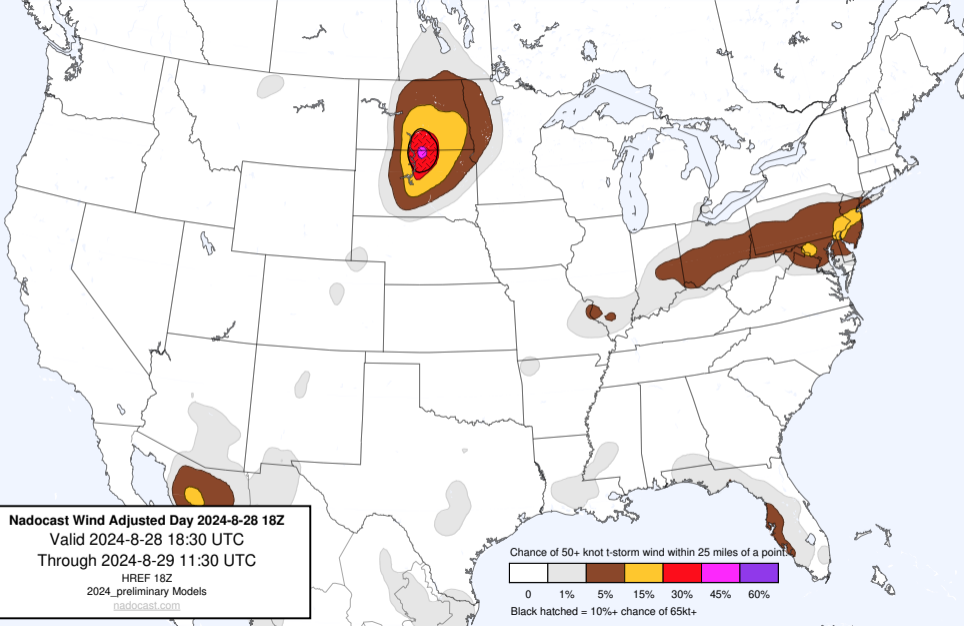 Nadocast Wind Adjusted Day 2024-8-28 18Z
Valid 2024-8-28 18:30 UTC
Through 2024-8-29 11:30 UTC
HREF 18Z
2024_preliminary Models
nadocast.com
Chance of 50+ knot t-storm wind within 25 miles of a point.
0 1% 5% 15% 30% 45% 60%
Black hatched = 10%+ chance of 65kt+